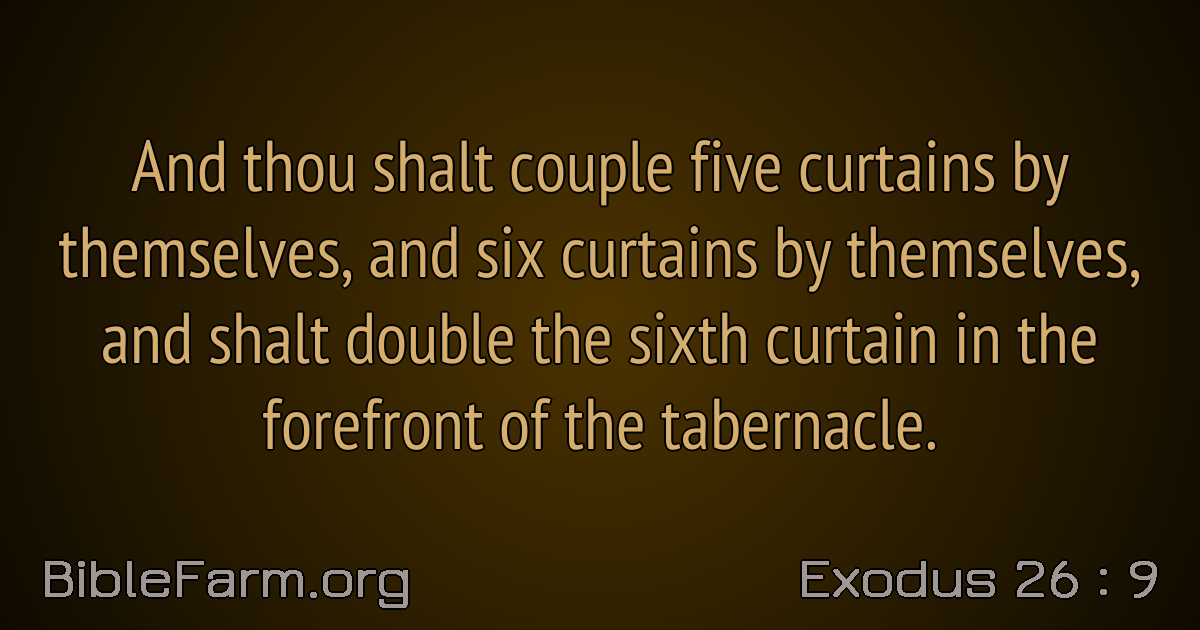 And thou shalt couple five curtains by
themselves, and six curtains by themselves,
and shalt double the sixth curtain in the
forefront of the tabernacle.
BibleFarm.org
Exodus 26 : 9